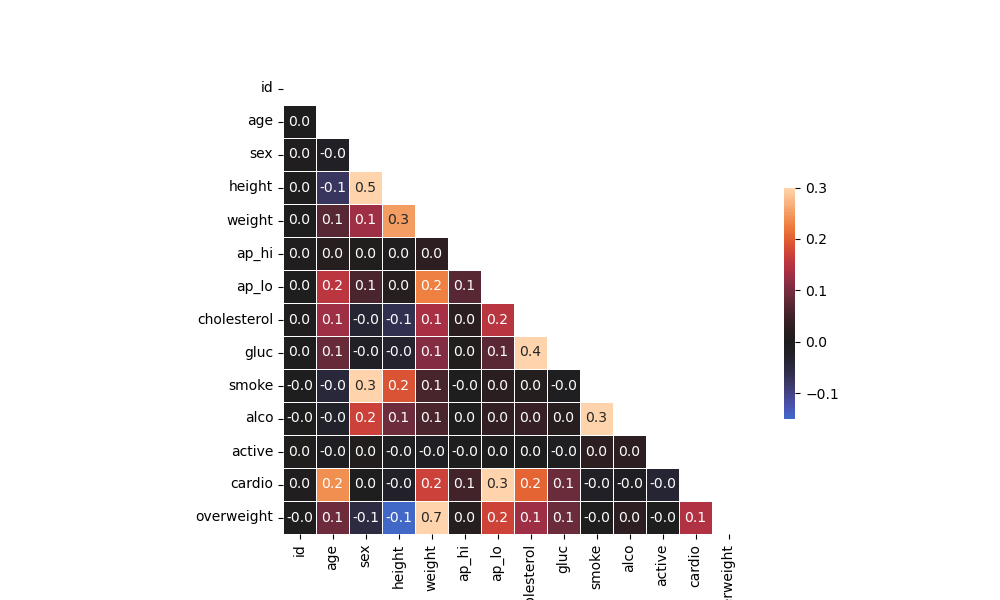 id
age 0.0
sex 0.0 -0.0
height 0.0 -0.1 0.5
weight 0.0 0.1 0.1 0.3
ap_hi 0.0 0.0 0.0 0.0 0.0
ap_lo 0.0 0.2 0.1 0.0 0.2 0.1
cholesterol 0.0 0.1 -0.0 -0.1 0.1 0.0 0.2
gluc 0.0 0.1 -0.0 -0.0 0.1 0.0 0.1 0.4
smoke -0.0 -0.0 0.3 0.2 0.1 -0.0 0.0 0.0 -0.0
alco -0.0 -0.0 0.2 0.1 0.1 0.0 0.0 0.0 0.0 0.3
active 0.0 -0.0 0.0 -0.0 -0.0 -0.0 0.0 0.0 -0.0 0.0 0.0
cardio 0.0 0.2 0.0 -0.0 0.2 0.1 0.3 0.2 0.1 -0.0 -0.0 -0.0
overweight -0.0 0.1 -0.1 -0.1 0.7 0.0 0.2 0.1 0.1 -0.0 0.0 -0.0 0.1
id age sex height weight ap_hi ap_lo olesterol gluc smoke alco active cardio rweight
0.3
0.2
0.1
0.0
−0.1